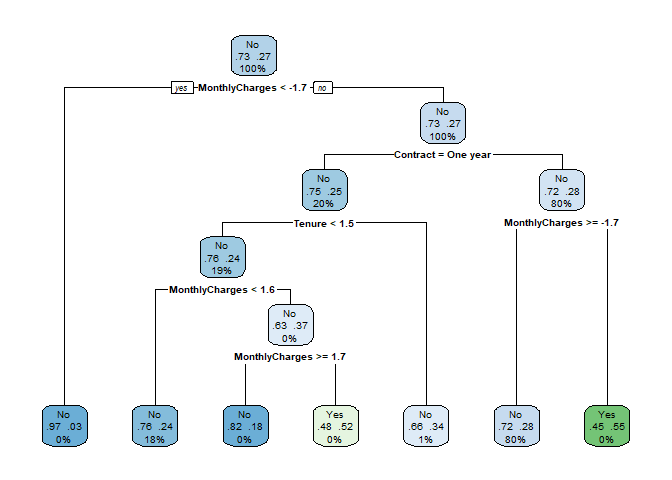 No
.73 .27
100%
yes MonthlyCharges < -1.7 no
No
.73 .27
100%
Contract = One year
No
.75 .25
20%
No
.72 .28
80%
Tenure < 1.5
MonthlyCharges >= -1.7
No
.76 .24
19%
MonthlyCharges < 1.6
No
.63 .37
0%
MonthlyCharges >= 1.7
No
.97 .03
0%
No
.76 .24
18%
No
.82 .18
0%
Yes
.48 .52
0%
No
.66 .34
1%
No
.72 .28
80%
Yes
.45 .55
0%